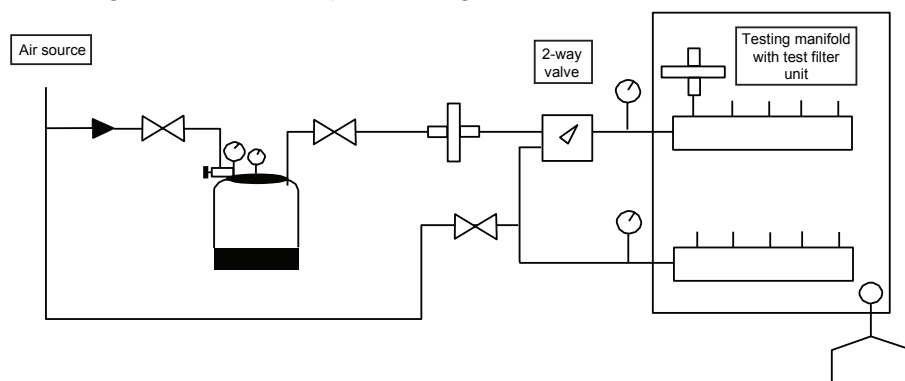 Air source
2-way
valve
Testing manifold
with test filter
unit